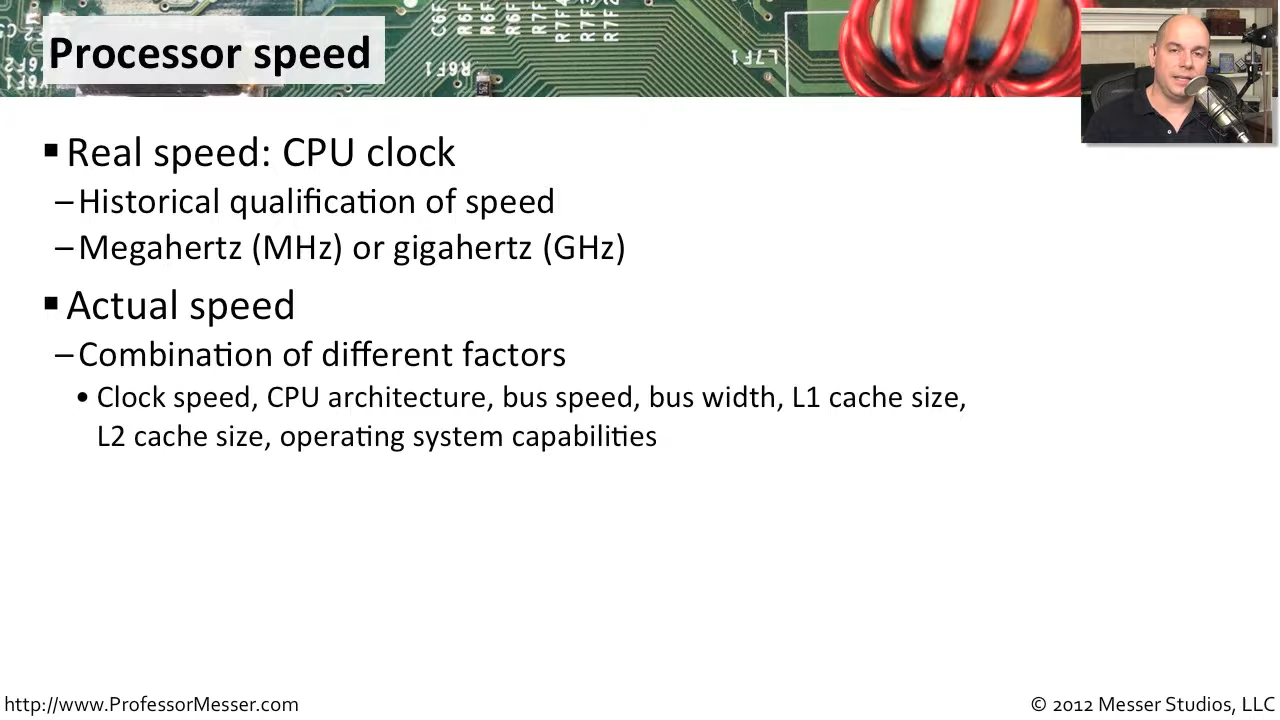 Processor speed
▪ Real speed: CPU clock
– Historical qualification of speed
– Megahertz (MHz) or gigahertz (GHz)
▪ Actual speed
– Combination of different factors
• Clock speed, CPU architecture, bus speed, bus width, L1 cache size,
L2 cache size, operating system capabilities
http://www.ProfessorMesser.com
© 2012 Messer Studios, LLC